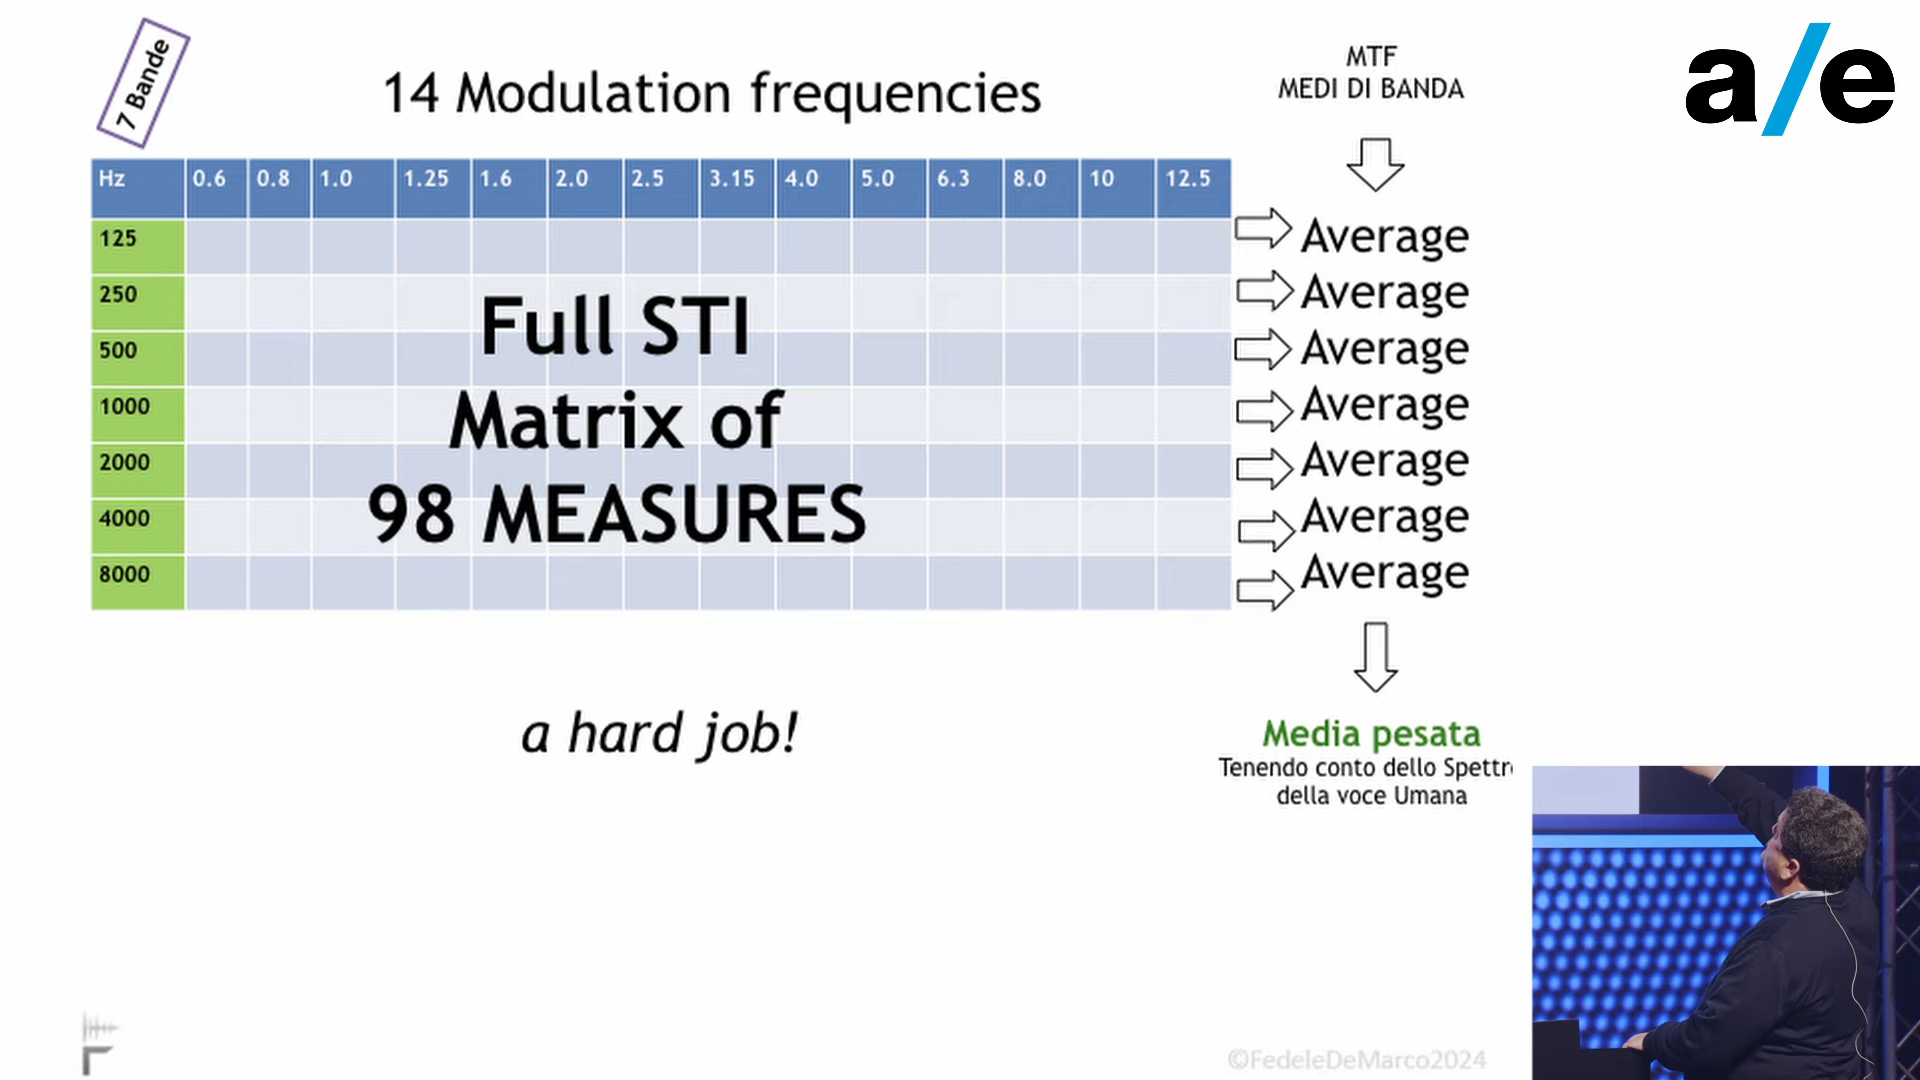 7 Bande
14 Modulation frequencies
MTF
MEDI DI BANDA
a/e
Hz 0.6 0.8 1.0 1.25 1.6 2.0 2.5 3.15 4.0 5.0 6.3 8.0 10 12.5
125
250
500
1000
2000
4000
8000
Full STI
Matrix of
98 MEASURES
Average
Average
Average
Average
Average
Average
Average
a hard job!
Media pesata
Tenendo conto dello Spettr
della voce Umana
©FedeleDeMarco2024